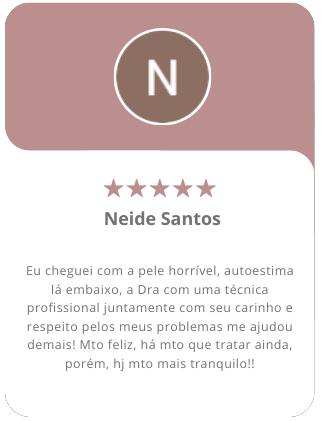 N
Neide Santos
Eu cheguei com a pele horrível, autoestima
lá embaixo, a Dra com uma técnica
profissional juntamente com seu carinho e
respeito pelos meus problemas me ajudou
demais! Mto feliz, há mto que tratar ainda,
porém, hj mto mais tranquilo!!